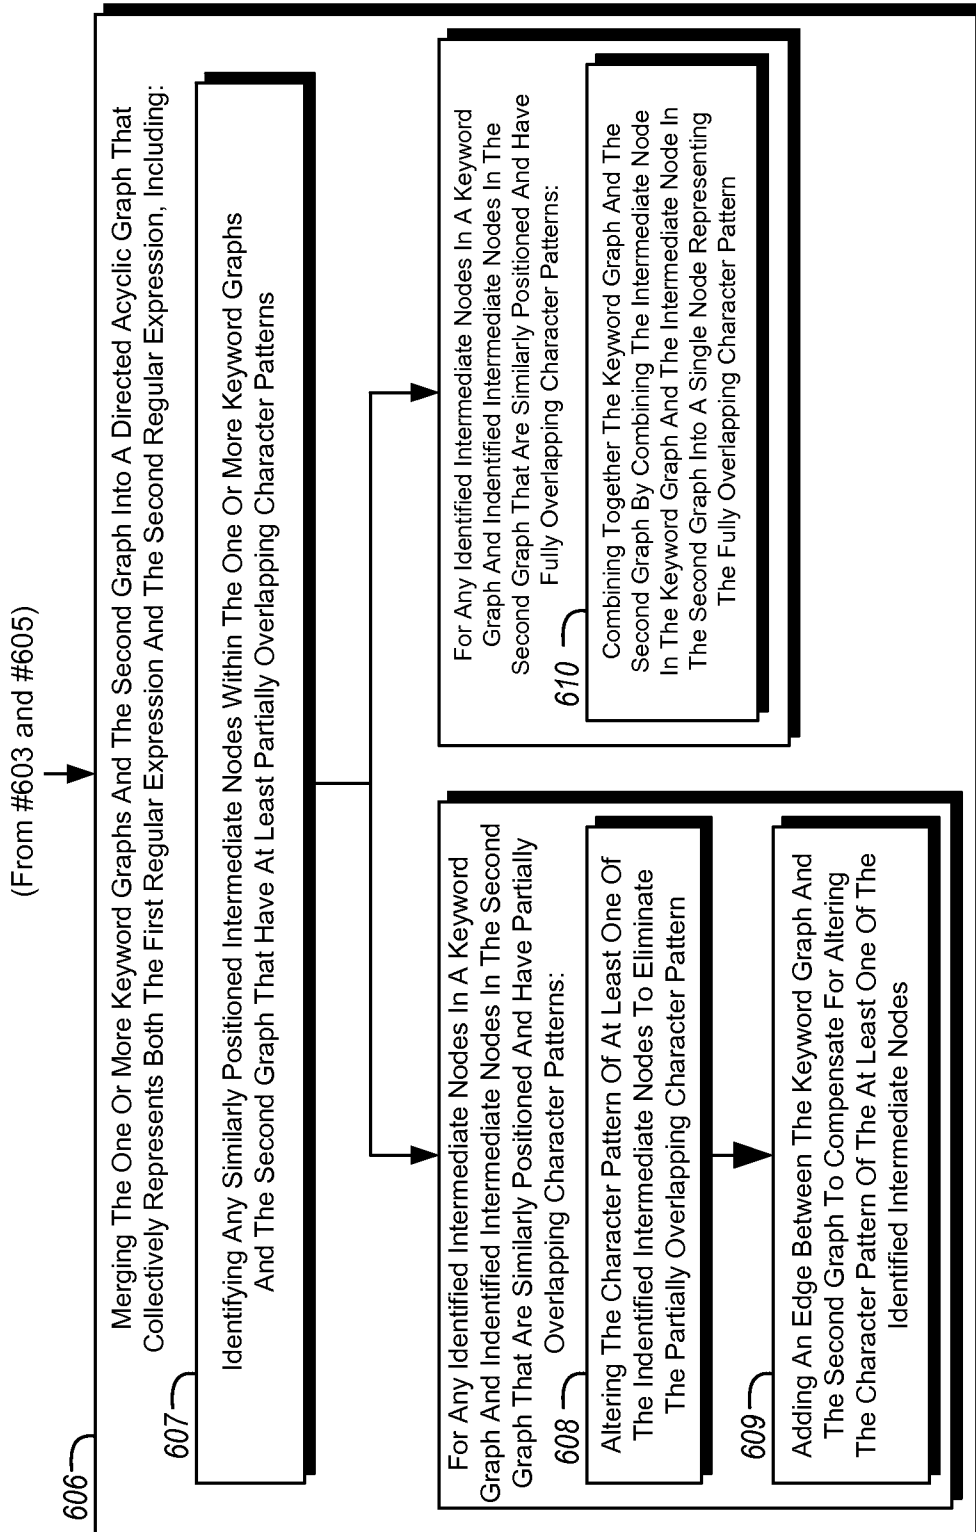 (From #603 and #605)
606
Merging The One Or More Keyword Graphs And The Second Graph Into A Directed Acyclic Graph That
Collectively Represents Both The First Regular Expression And The Second Regular Expression, Including:
607
Identifying Any Similarly Positioned Intermediate Nodes Within The One Or More Keyword Graphs
And The Second Graph That Have At Least Partially Overlapping Character Patterns
For Any Identified Intermediate Nodes In A Keyword
Graph And Indentified Intermediate Nodes In The Second
Graph That Are Similarly Positioned And Have Partially
Overlapping Character Patterns:
608
Altering The Character Pattern Of At Least One Of
The Indentified Intermediate Nodes To Eliminate
The Partially Overlapping Character Pattern
609
Adding An Edge Between The Keyword Graph And
The Second Graph To Compensate For Altering
The Character Pattern Of The At Least One Of The
Identified Intermediate Nodes
For Any Identified Intermediate Nodes In A Keyword
Graph And Indentified Intermediate Nodes In The
Second Graph That Are Similarly Positioned And Have
Fully Overlapping Character Patterns:
610
Combining Together The Keyword Graph And The
Second Graph By Combining The Intermediate Node
In The Keyword Graph And The Intermediate Node In
The Second Graph Into A Single Node Representing
The Fully Overlapping Character Pattern